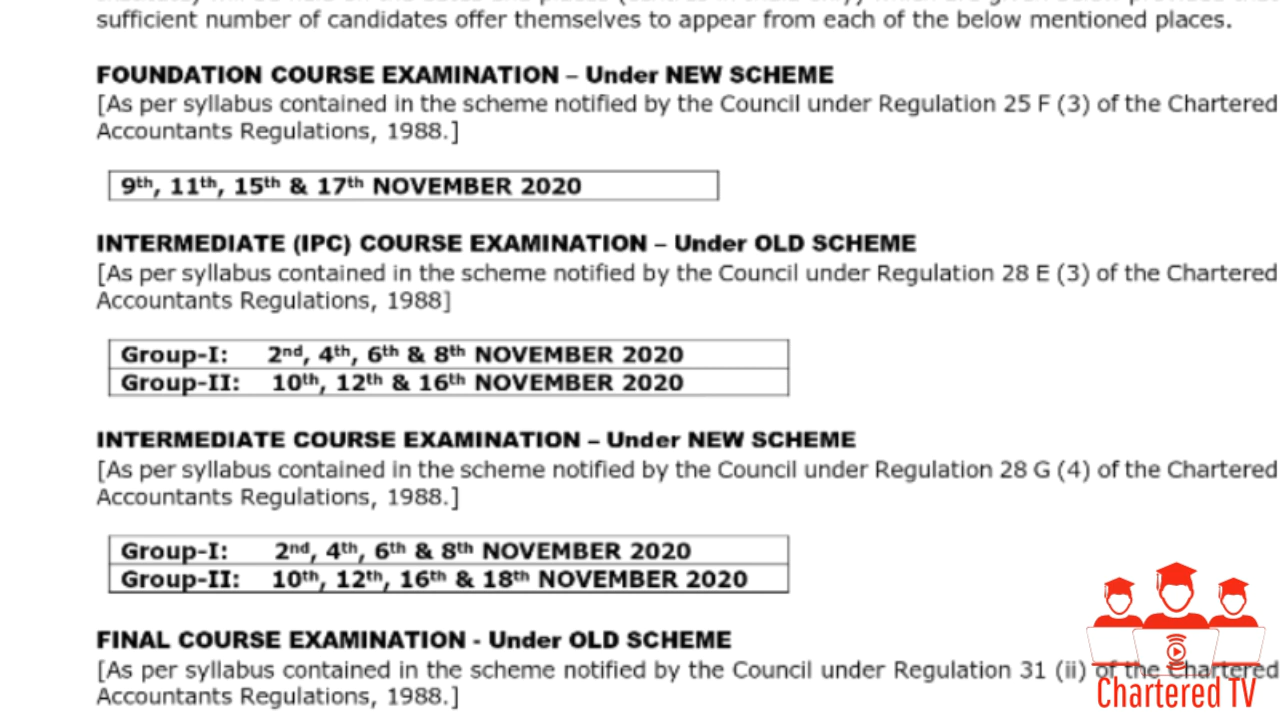 sufficient number of candidates offer themselves to appear from each of the below mentioned places.
FOUNDATION COURSE EXAMINATION – Under NEW SCHEME
[As per syllabus contained in the scheme notified by the Council under Regulation 25 F (3) of the Chartered
Accountants Regulations, 1988.]
9th, 11th, 15th & 17th NOVEMBER 2020
INTERMEDIATE (IPC) COURSE EXAMINATION – Under OLD SCHEME
[As per syllabus contained in the scheme notified by the Council under Regulation 28 E (3) of the Chartered
Accountants Regulations, 1988]
Group-I: 2nd, 4th, 6th & 8th NOVEMBER 2020
Group-II: 10th, 12th & 16th NOVEMBER 2020
INTERMEDIATE COURSE EXAMINATION – Under NEW SCHEME
[As per syllabus contained in the scheme notified by the Council under Regulation 28 G (4) of the Chartered
Accountants Regulations, 1988.]
Group-I: 2nd, 4th, 6th & 8th NOVEMBER 2020
Group-II: 10th, 12th, 16th & 18th NOVEMBER 2020
FINAL COURSE EXAMINATION - Under OLD SCHEME
[As per syllabus contained in the scheme notified by the Council under Regulation 31 (ii) of the Chartered
Accountants Regulations, 1988.]
Chartered TV